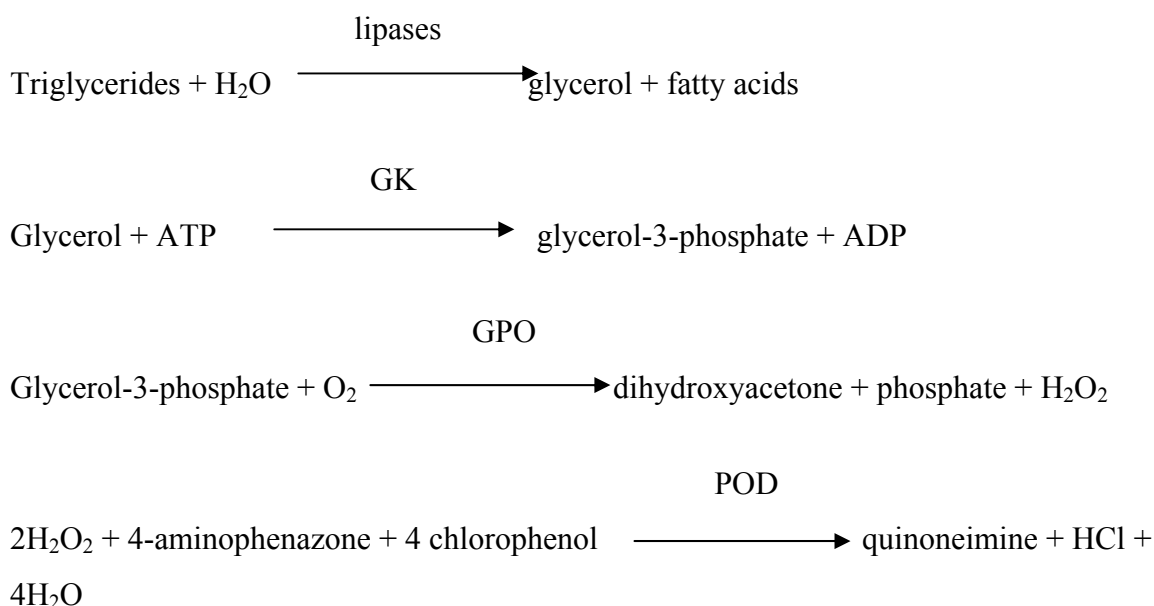 lipases
Triglycerides + H₂O glycerol + fatty acids
GK
Glycerol + ATP glycerol-3-phosphate + ADP
GPO
Glycerol-3-phosphate + O₂ dihydroxyacetone + phosphate + H₂O₂
POD
2H₂O₂ + 4-aminophenazone + 4 chlorophenol quinoneimine + HCl +
4H₂O